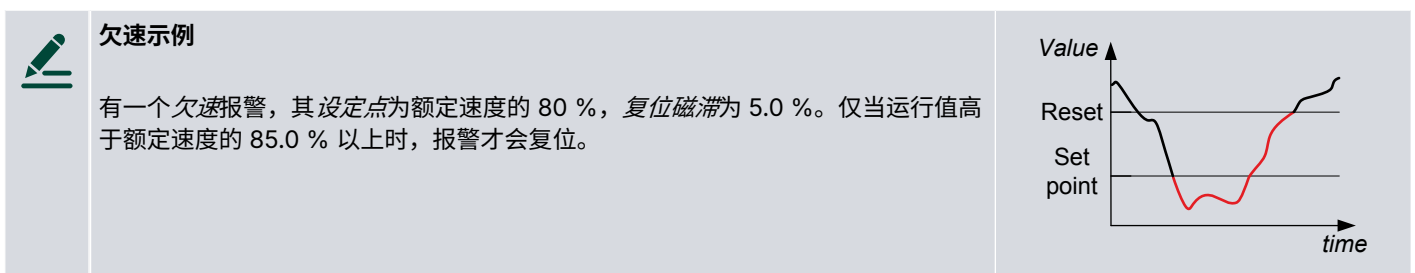 欠速示例
有一个欠速报警，其设定点为额定速度的 80 %，复位磁滞为 5.0 %。仅当运行值高
于额定速度的 85.0 % 以上时，报警才会复位。
Value
Reset
Set
point
time